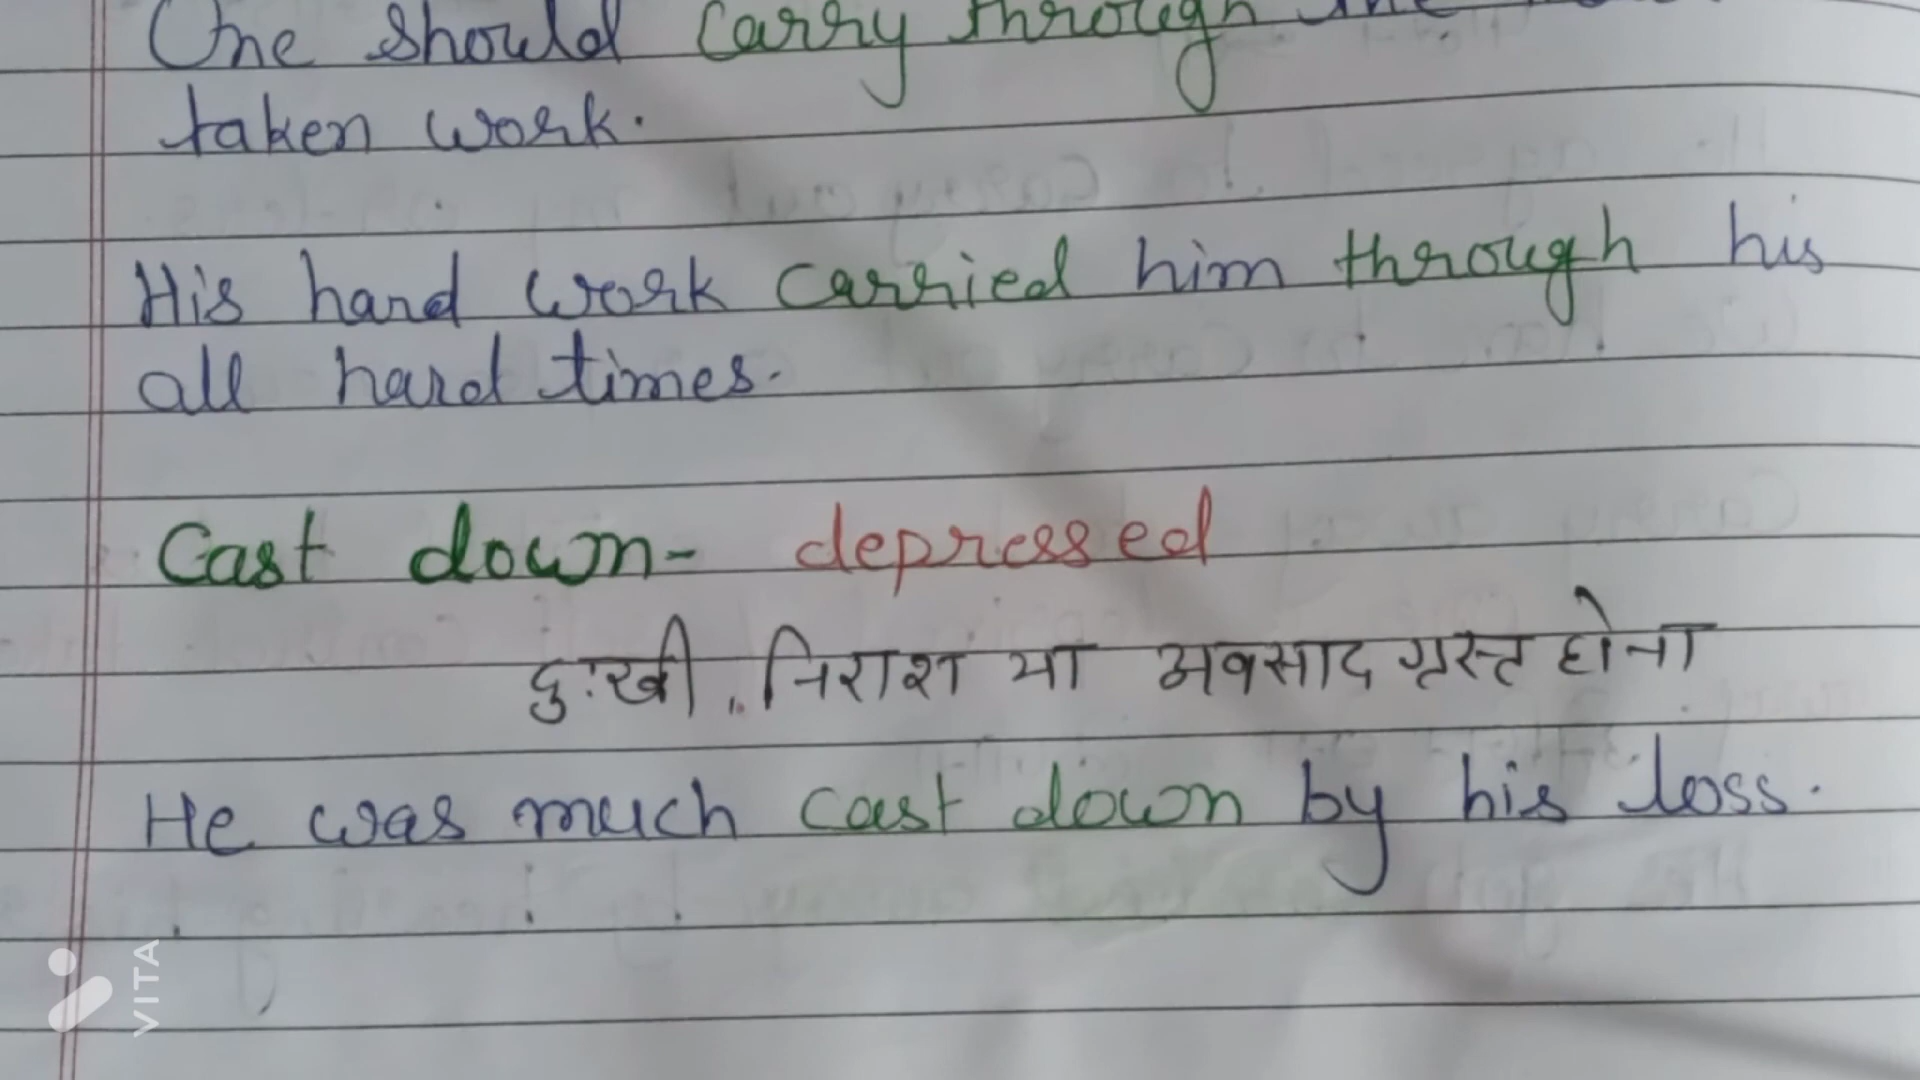 One should carry through the
taken work.
His hard work carried him through his
all hard times.
Cast down- depressed
दुःखी, निराश या अवसाद ग्रस्त होना
He was much cast down by his loss.
VITA